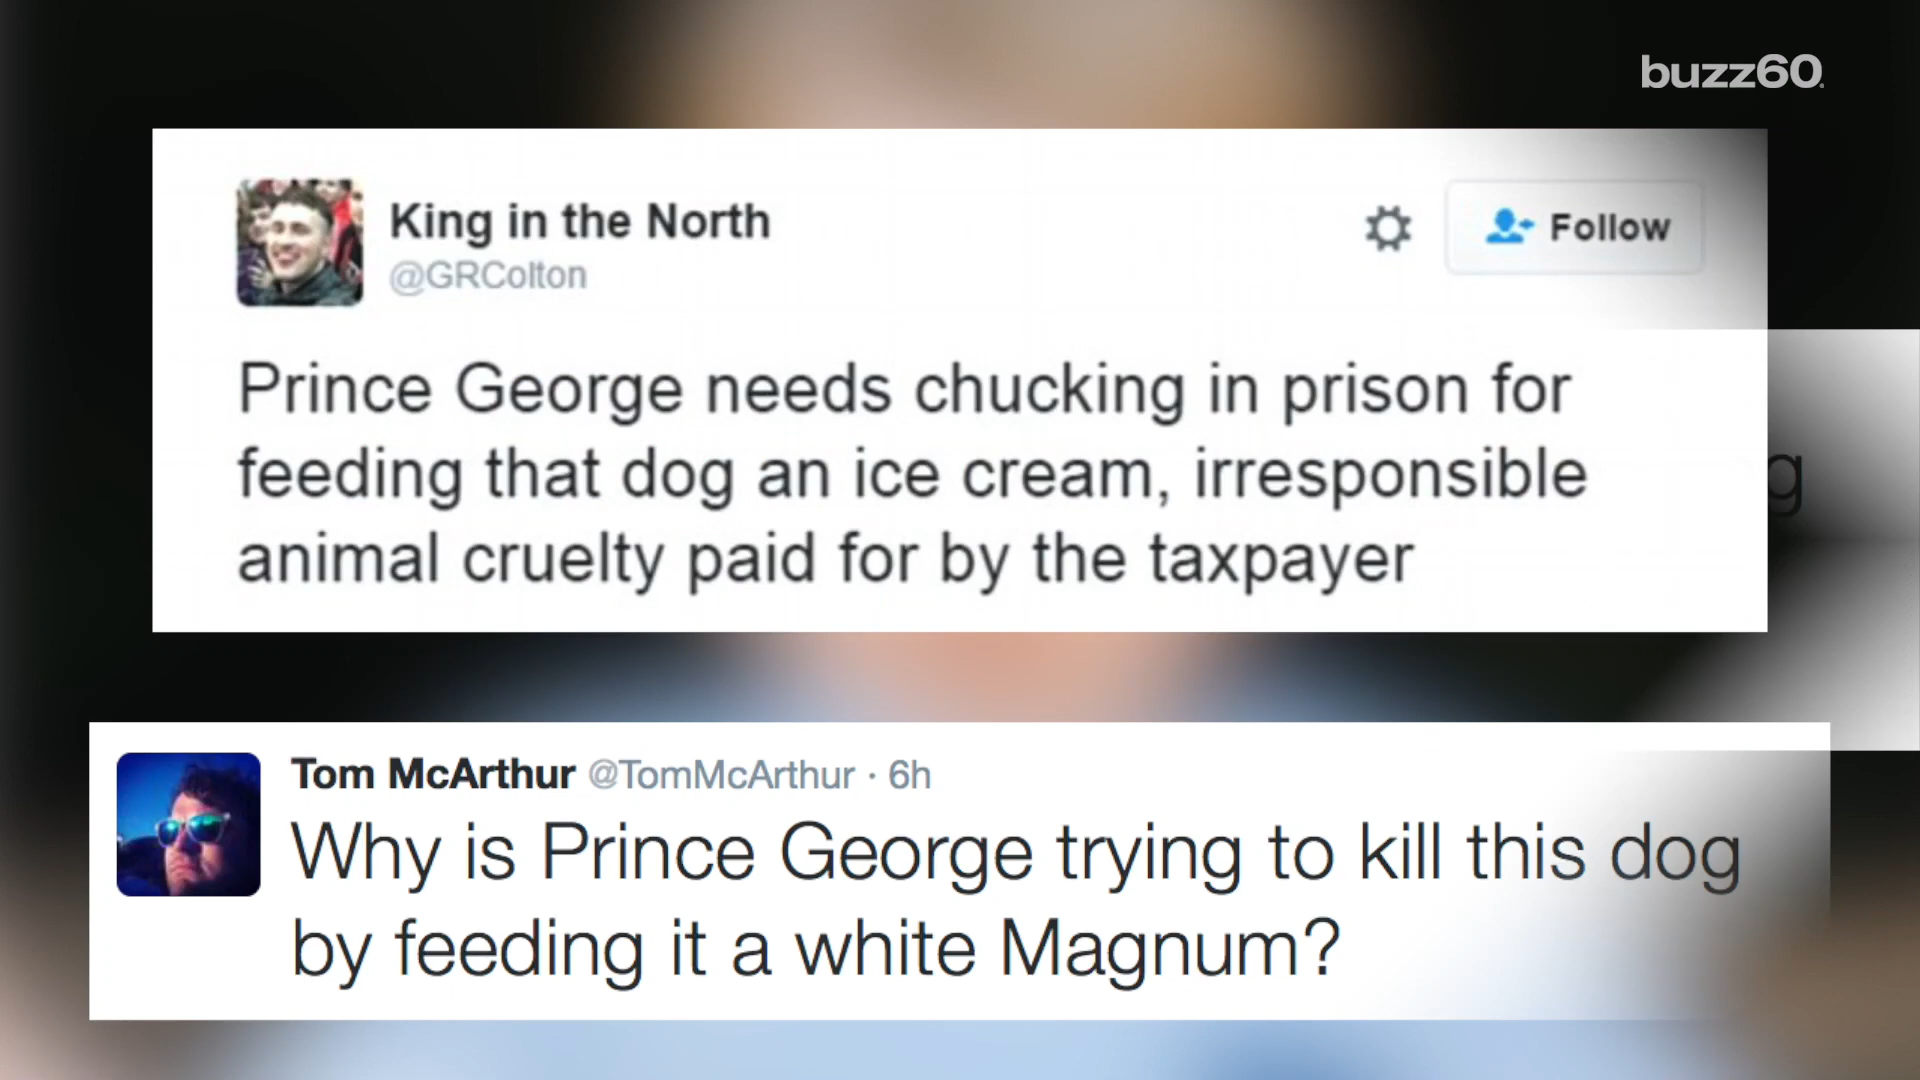 buzz60
King in the North
@GRColton
Follow
Prince George needs chucking in prison for
feeding that dog an ice cream, irresponsible
animal cruelty paid for by the taxpayer
g
Tom McArthur @TomMcArthur · 6h
Why is Prince George trying to kill this dog
by feeding it a white Magnum?